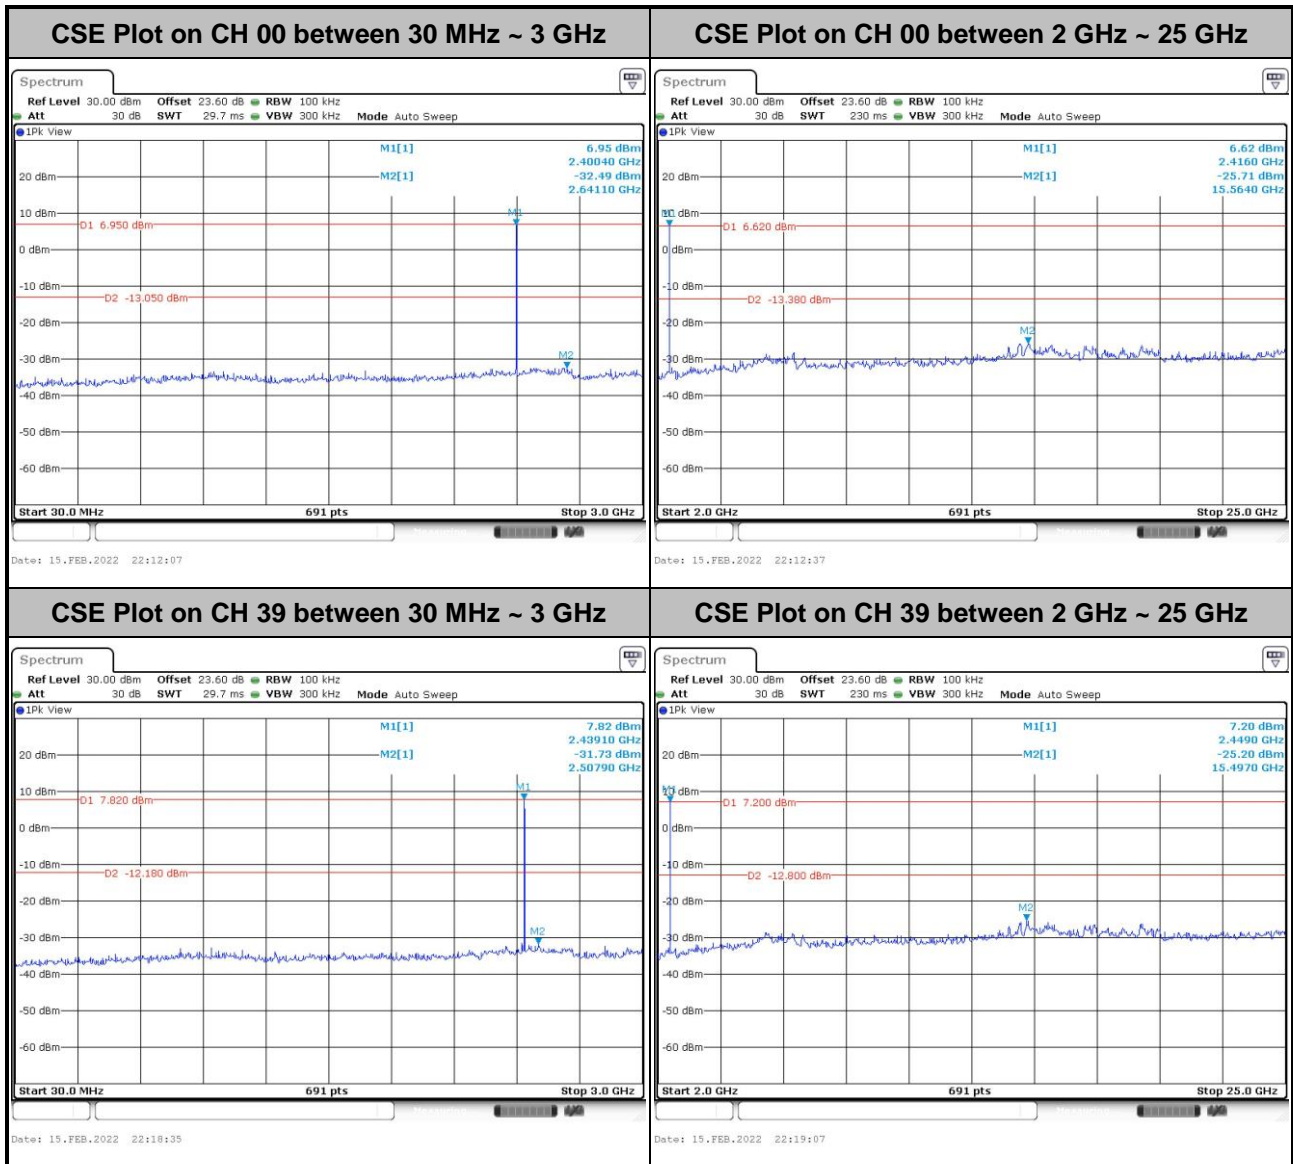 CSE Plot on CH 00 between 30 MHz ~ 3 GHz
Spectrum
Ref Level 30.00 dBm Offset 23.60 dB RBW 100 kHz
Att 30 dB SWT 29.7 ms VBW 300 kHz Mode Auto Sweep
1Pk View
M1[1] 6.95 dBm
2.40040 GHz
M2[1] -32.49 dBm
2.64110 GHz
20 dBm
10 dBm
M1
D1 6.950 dBm
0 dBm
-10 dBm
D2 -13.050 dBm
-20 dBm
M2
-30 dBm
-40 dBm
-50 dBm
-60 dBm
Start 30.0 MHz 691 pts Stop 3.0 GHz
Date: 15.FEB.2022 22:12:07
CSE Plot on CH 00 between 2 GHz ~ 25 GHz
Spectrum
Ref Level 30.00 dBm Offset 23.60 dB RBW 100 kHz
Att 30 dB SWT 230 ms VBW 300 kHz Mode Auto Sweep
1Pk View
M1[1] 6.62 dBm
2.4160 GHz
M2[1] -25.71 dBm
15.5640 GHz
20 dBm
10 dBm
D1 6.620 dBm
0 dBm
-10 dBm
D2 -13.380 dBm
-20 dBm
M2
-30 dBm
-40 dBm
-50 dBm
-60 dBm
Start 2.0 GHz 691 pts Stop 25.0 GHz
Date: 15.FEB.2022 22:12:37
CSE Plot on CH 39 between 30 MHz ~ 3 GHz
Spectrum
Ref Level 30.00 dBm Offset 23.60 dB RBW 100 kHz
Att 30 dB SWT 29.7 ms VBW 300 kHz Mode Auto Sweep
1Pk View
M1[1] 7.82 dBm
2.43910 GHz
M2[1] -31.73 dBm
2.50790 GHz
20 dBm
M1
10 dBm
D1 7.820 dBm
0 dBm
-10 dBm
D2 -12.180 dBm
-20 dBm
M2
-30 dBm
-40 dBm
-50 dBm
-60 dBm
Start 30.0 MHz 691 pts Stop 3.0 GHz
Date: 15.FEB.2022 22:18:35
CSE Plot on CH 39 between 2 GHz ~ 25 GHz
Spectrum
Ref Level 30.00 dBm Offset 23.60 dB RBW 100 kHz
Att 30 dB SWT 230 ms VBW 300 kHz Mode Auto Sweep
1Pk View
M1[1] 7.20 dBm
2.4490 GHz
M2[1] -25.20 dBm
15.4970 GHz
20 dBm
10 dBm
D1 7.200 dBm
0 dBm
-10 dBm
D2 -12.800 dBm
-20 dBm
M2
-30 dBm
-40 dBm
-50 dBm
-60 dBm
Start 2.0 GHz 691 pts Stop 25.0 GHz
Date: 15.FEB.2022 22:19:07